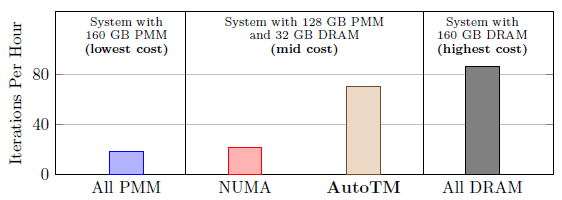 System with
160 GB PMM
(lowest cost)
System with 128 GB PMM
and 32 GB DRAM
(mid cost)
System with
160 GB DRAM
(highest cost)
Iterations Per Hour
80
40
0
All PMM
NUMA
AutoTM
All DRAM